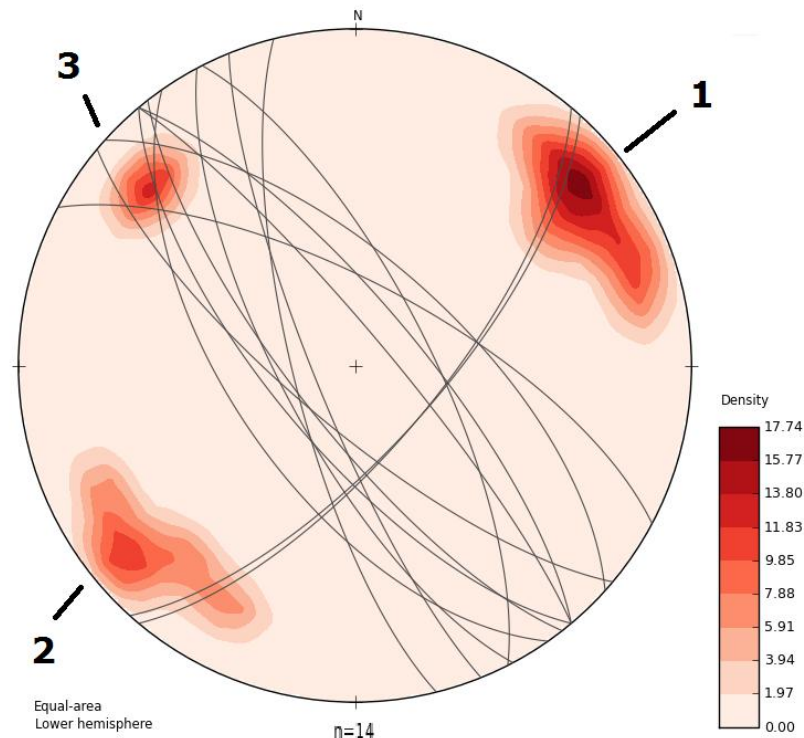 N
3
1
2
Density
17.74
15.77
13.80
11.83
9.85
7.88
5.91
3.94
1.97
0.00
Equal-area
Lower hemisphere
n=14